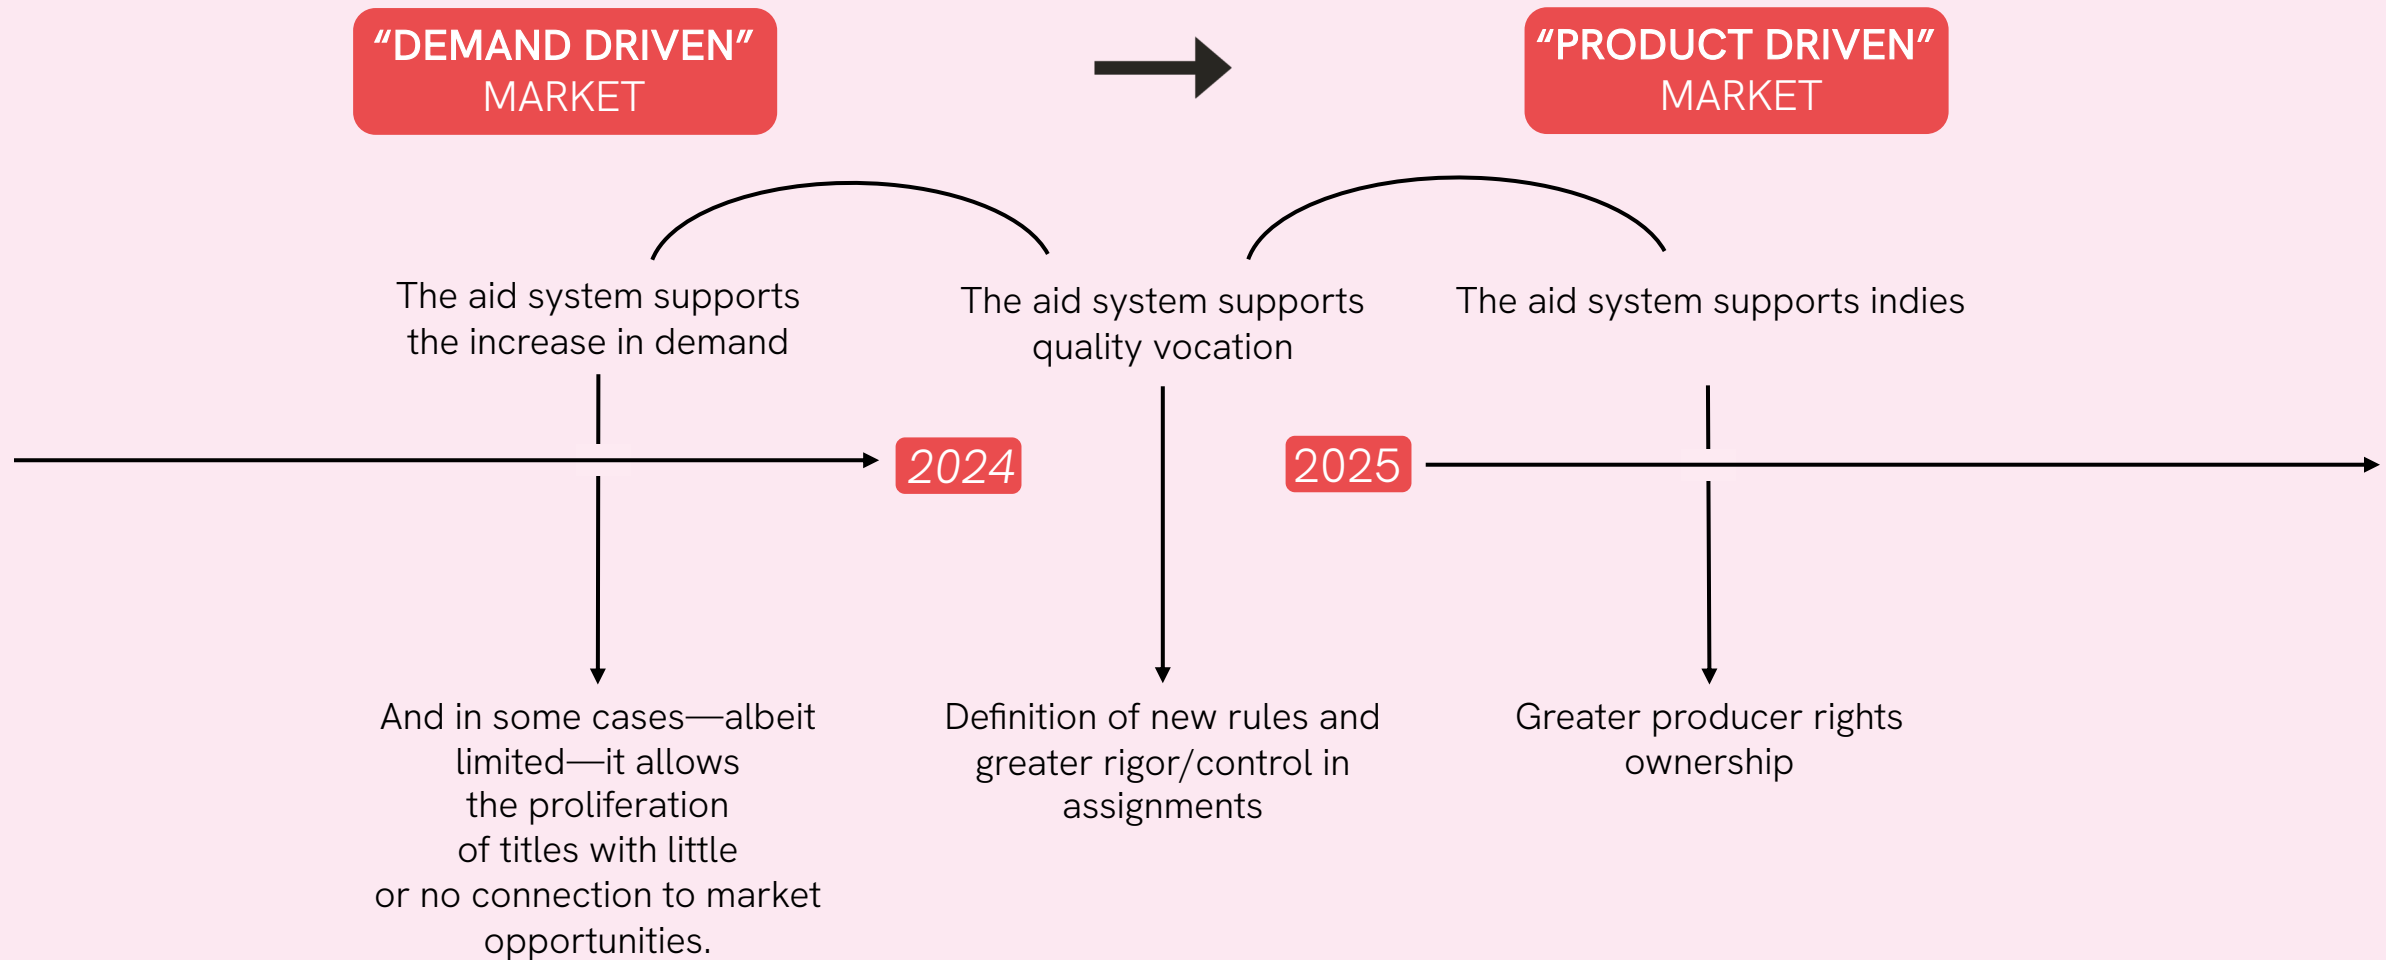 “DEMAND DRIVEN”
MARKET
“PRODUCT DRIVEN”
MARKET
The aid system supports
the increase in demand
The aid system supports
quality vocation
The aid system supports indies
2024
2025
And in some cases—albeit
limited—it allows
the proliferation
of titles with little
or no connection to market
opportunities.
Definition of new rules and
greater rigor/control in
assignments
Greater producer rights
ownership